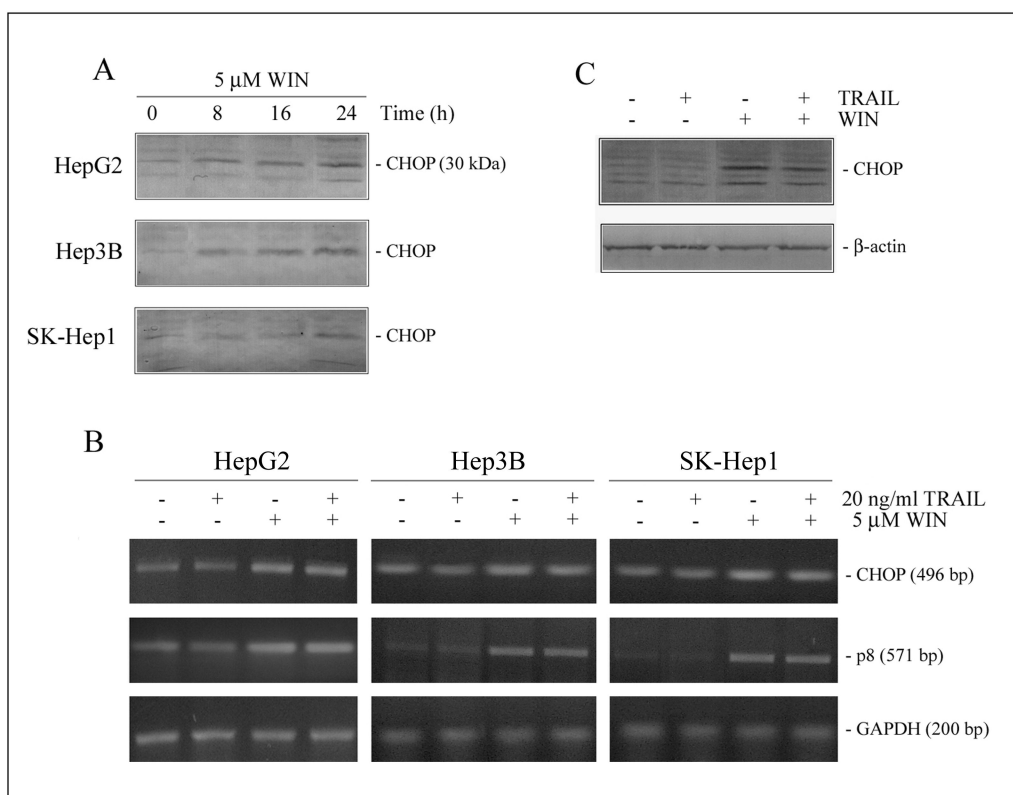 A
5 μM WIN
0 8 16 24 Time (h)
HepG2 - CHOP (30 kDa)
Hep3B - CHOP
SK-Hep1 - CHOP
C
- + - + TRAIL
- - + + WIN
- CHOP
- β-actin
B
HepG2 Hep3B SK-Hep1
- + - + - + - + - + - + 20 ng/ml TRAIL
- - + + - - + + - - + + 5 μM WIN
- CHOP (496 bp)
- p8 (571 bp)
- GAPDH (200 bp)